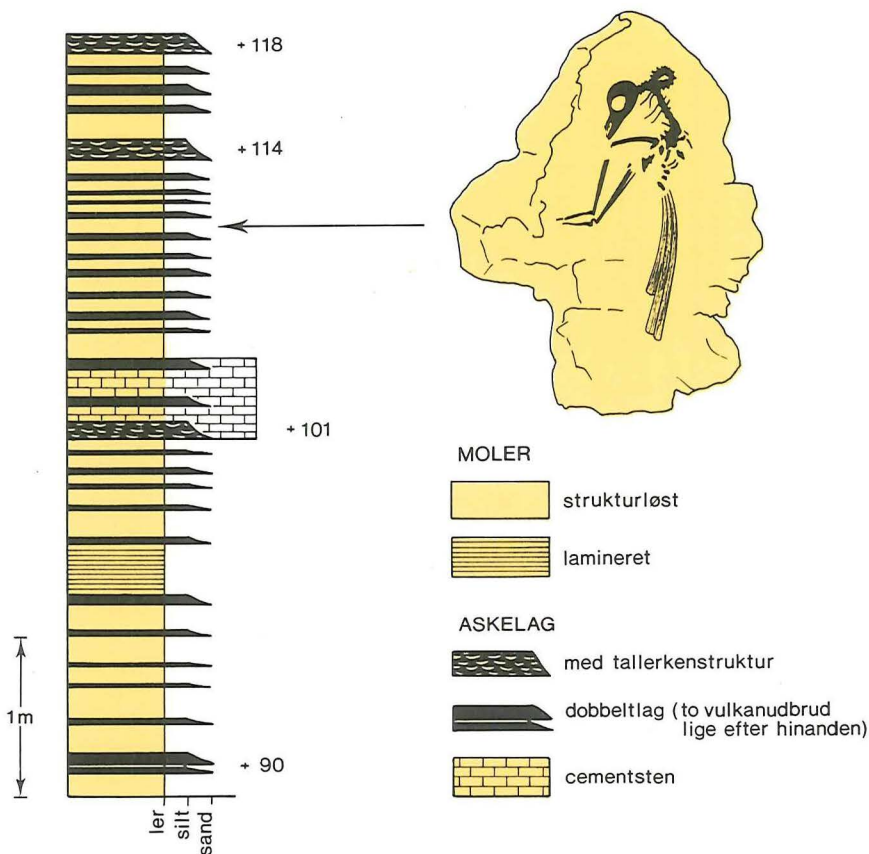 + 118
+ 114
+ 101
+ 90
1m
ler
silt
sand
MOLER
strukturløst
lamineret
ASKELAG
med tallerkenstruktur
dobbeltlag (to vulkanudbrud
lige efter hinanden)
cementsten